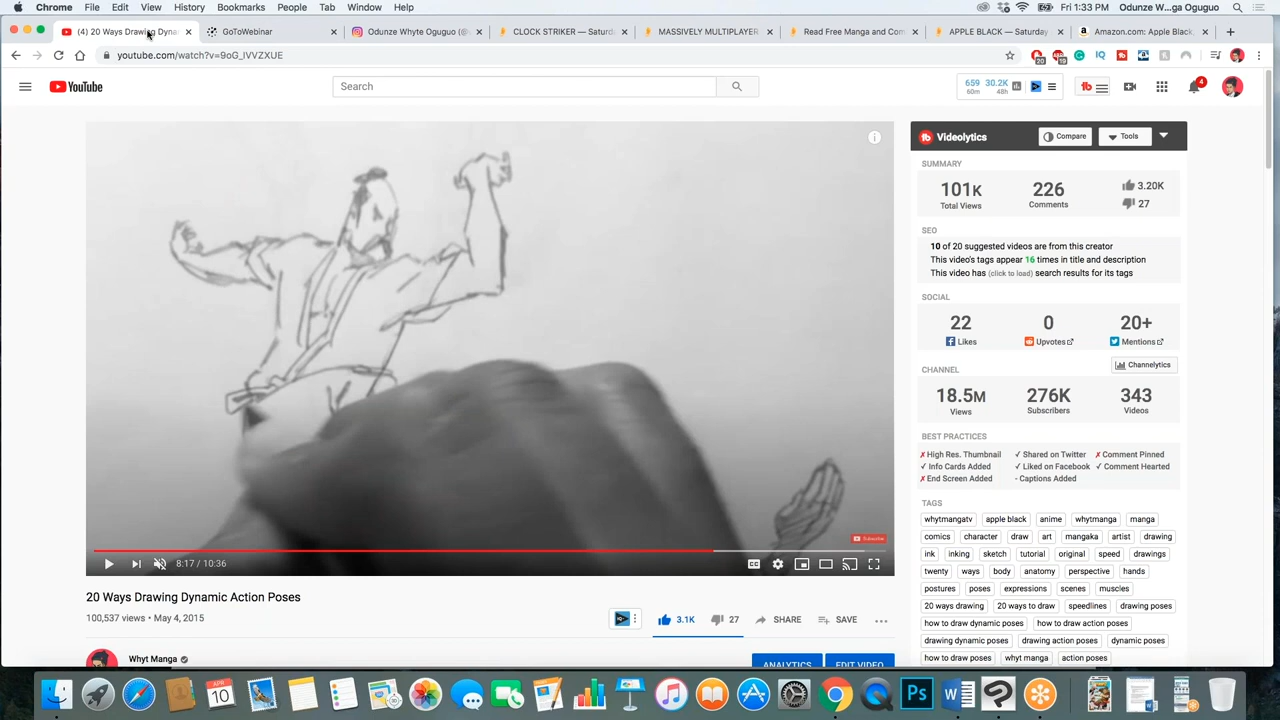 Chrome File Edit View History Bookmarks People Tab Window Help
Fri 1:33 PM Odunze W...ga Oguguo
(4) 20 Ways Drawing Dyna
GoToWebinar
Odunze Whyte Oguguo (@
CLOCK STRIKER — Saturd
MASSIVELY MULTIPLAYER
Read Free Manga and Com
APPLE BLACK — Saturday
Amazon.com: Apple Black,
youtube.com/watch?v=9oG_lVVZXUE
20
YouTube
Search
659 30.2K
60m 48h
4
i
Subscribe
8:17 / 10:36
CC
20 Ways Drawing Dynamic Action Poses
100,537 views • May 4, 2015
3.1K 27 SHARE SAVE
Whyt Manga
ANALYTICS EDIT VIDEO
Videolytics Compare Tools
SUMMARY
101K 226 3.20K
Total Views Comments 27
SEO
10 of 20 suggested videos are from this creator
This video's tags appear 16 times in title and description
This video has (click to load) search results for its tags
SOCIAL
22 0 20+
Likes Upvotes Mentions
CHANNEL Channelytics
18.5M 276K 343
Views Subscribers Videos
BEST PRACTICES
✗ High Res. Thumbnail ✓ Shared on Twitter ✗ Comment Pinned
✓ Info Cards Added ✓ Liked on Facebook ✓ Comment Hearted
✗ End Screen Added - Captions Added
TAGS
whytmangatv apple black anime whytmanga manga
comics character draw art mangaka artist drawing
ink inking sketch tutorial original speed drawings
twenty ways body anatomy perspective hands
postures poses expressions scenes muscles
20 ways drawing 20 ways to draw speedlines drawing poses
how to draw dynamic poses how to draw action poses
drawing dynamic poses drawing action poses dynamic poses
how to draw poses whyt manga action poses
APR
10
Ps
W